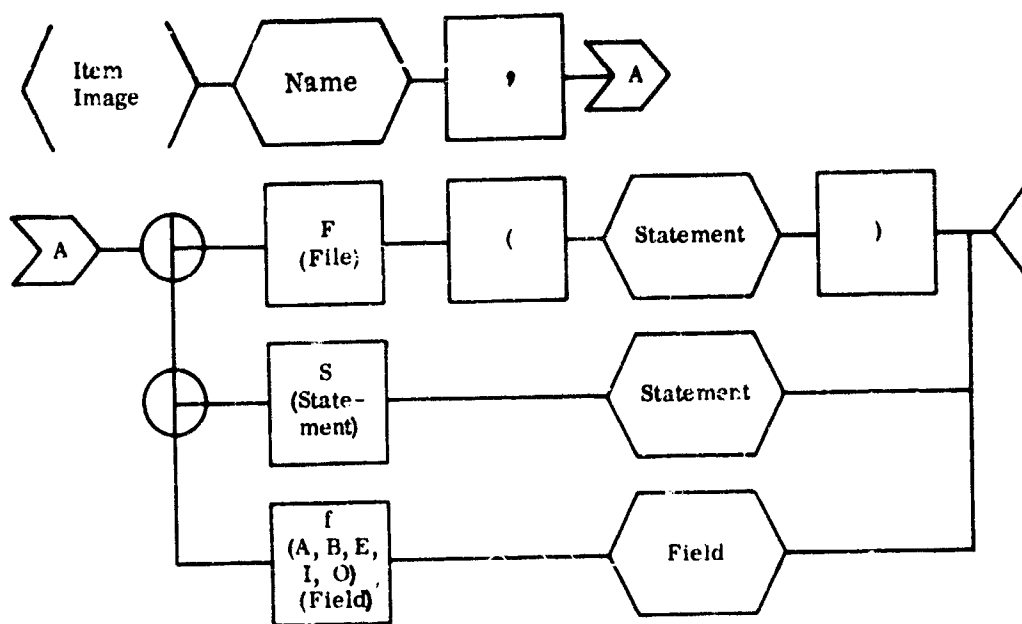 Item
Image
Name
,
A
A
F
(File)
(
Statement
)
S
(State-
ment)
Statement
f
(A, B, E,
I, O)
(Field)
Field